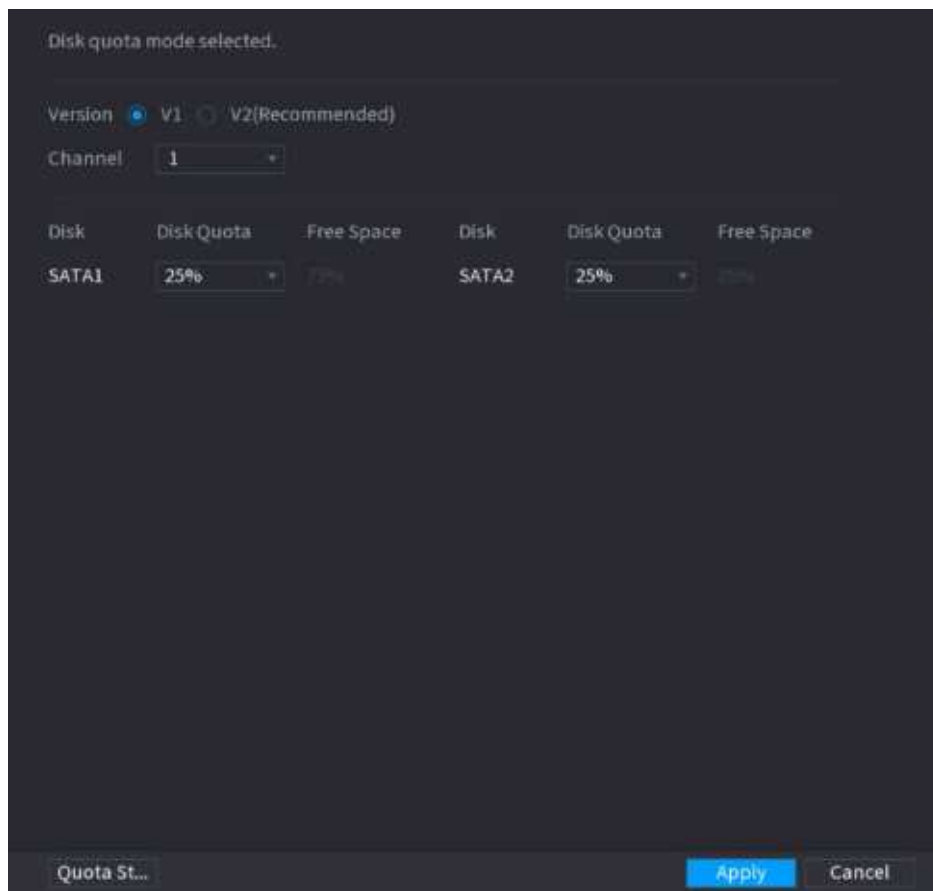 Disk quota mode selected.
Version V1 V2(Recommended)
Channel 1
Disk Disk Quota Free Space Disk Disk Quota Free Space
SATA1 25% SATA2 25%
Quota St... Apply Cancel